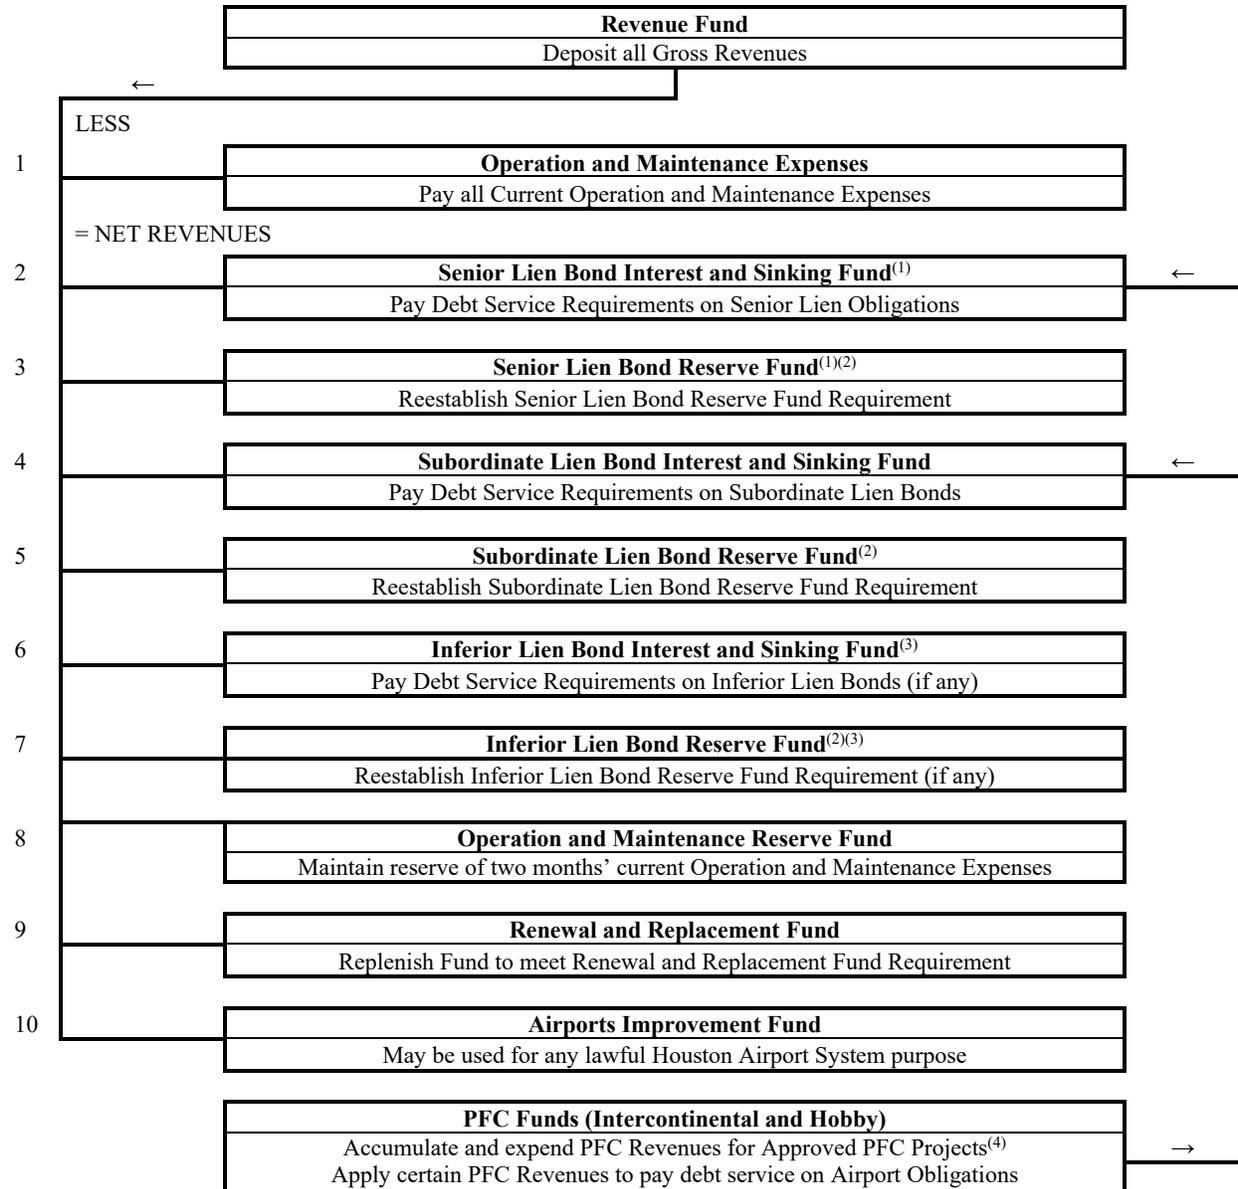 Revenue Fund
Deposit all Gross Revenues
←
LESS
1
Operation and Maintenance Expenses
Pay all Current Operation and Maintenance Expenses
= NET REVENUES
2
Senior Lien Bond Interest and Sinking Fund(1)
←
Pay Debt Service Requirements on Senior Lien Obligations
3
Senior Lien Bond Reserve Fund(1)(2)
Reestablish Senior Lien Bond Reserve Fund Requirement
4
Subordinate Lien Bond Interest and Sinking Fund
←
Pay Debt Service Requirements on Subordinate Lien Bonds
5
Subordinate Lien Bond Reserve Fund(2)
Reestablish Subordinate Lien Bond Reserve Fund Requirement
6
Inferior Lien Bond Interest and Sinking Fund(3)
Pay Debt Service Requirements on Inferior Lien Bonds (if any)
7
Inferior Lien Bond Reserve Fund(2)(3)
Reestablish Inferior Lien Bond Reserve Fund Requirement (if any)
8
Operation and Maintenance Reserve Fund
Maintain reserve of two months’ current Operation and Maintenance Expenses
9
Renewal and Replacement Fund
Replenish Fund to meet Renewal and Replacement Fund Requirement
10
Airports Improvement Fund
May be used for any lawful Houston Airport System purpose
PFC Funds (Intercontinental and Hobby)
Accumulate and expend PFC Revenues for Approved PFC Projects(4)
→
Apply certain PFC Revenues to pay debt service on Airport Obligations